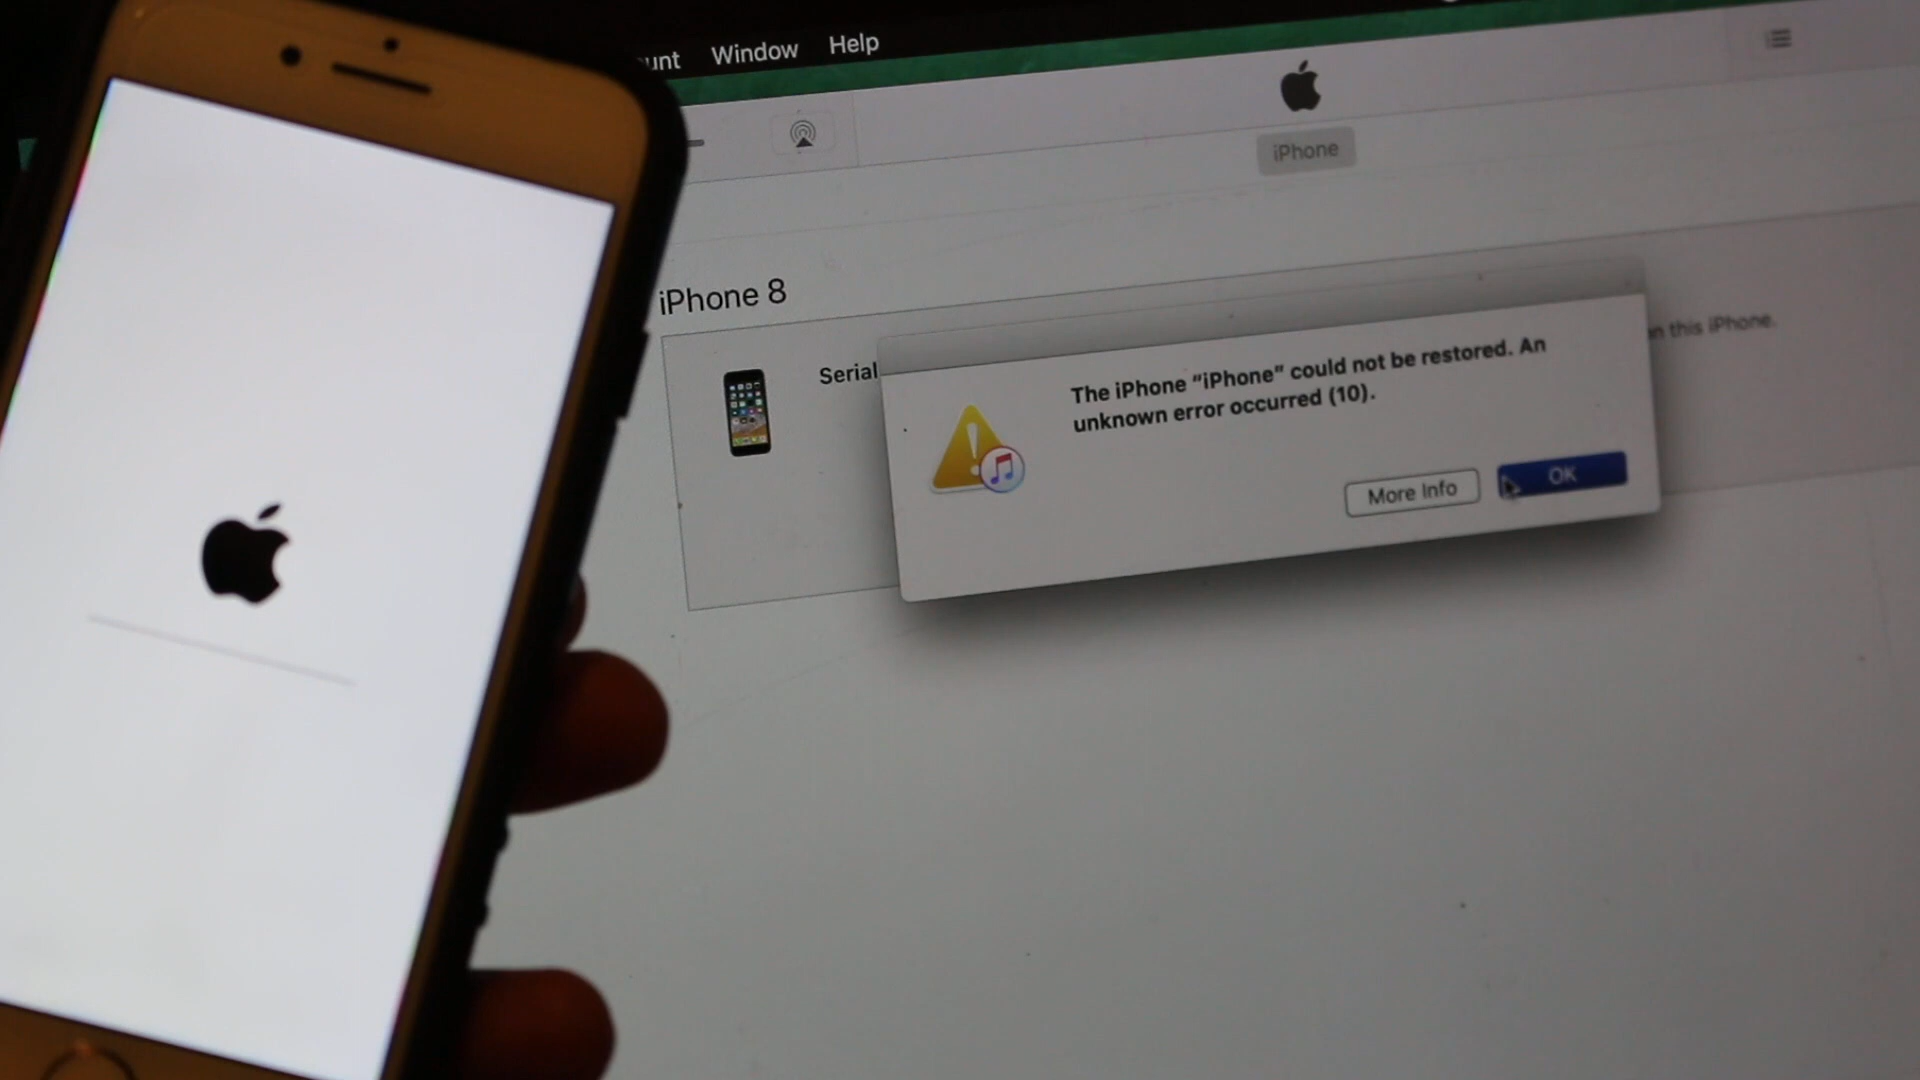 Window Help
iPhone
iPhone 8
Serial
The iPhone “iPhone” could not be restored. An
unknown error occurred (10).
this iPhone.
More Info
OK